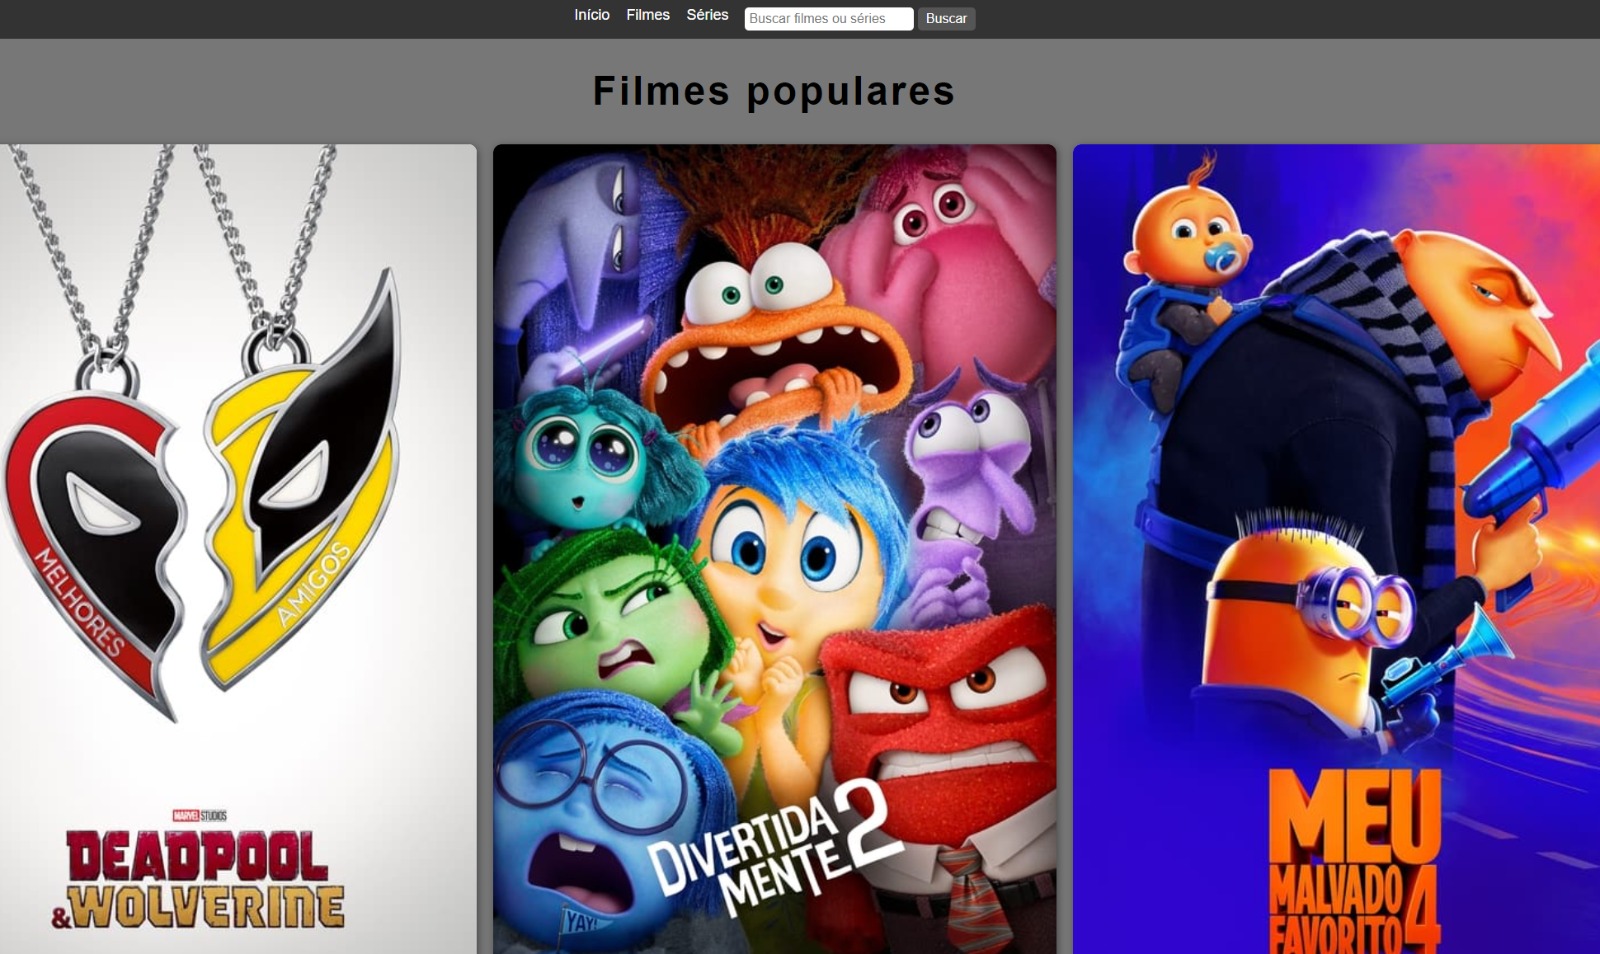 Início Filmes Séries Buscar filmes ou séries Buscar
Filmes populares
MELHORES
AMIGOS
MARVEL STUDIOS
DEADPOOL
&WOLVERINE
YAY!
DIVERTIDA
MENTE 2
MEU
MALVADO
FAVORITO 4